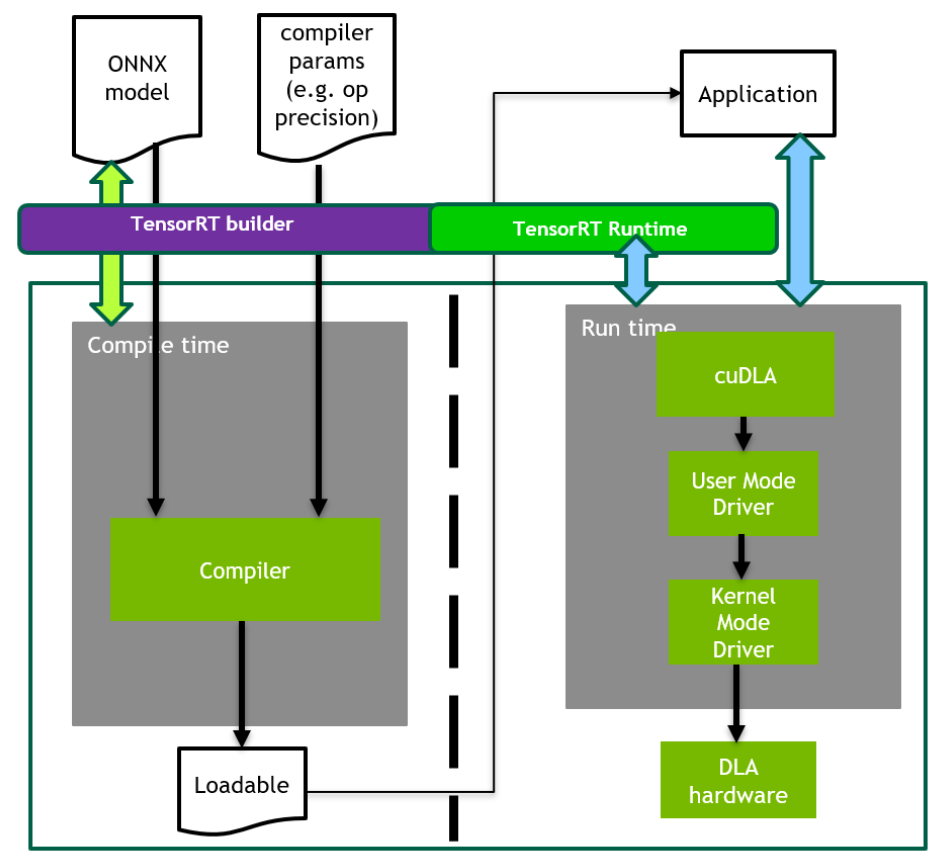 ONNX
model
compiler
params
(e.g. op
precision)
Application
TensorRT builder
TensorRT Runtime
Compile time
Run time
cuDLA
User Mode
Driver
Compiler
Kernel
Mode
Driver
Loadable
DLA
hardware